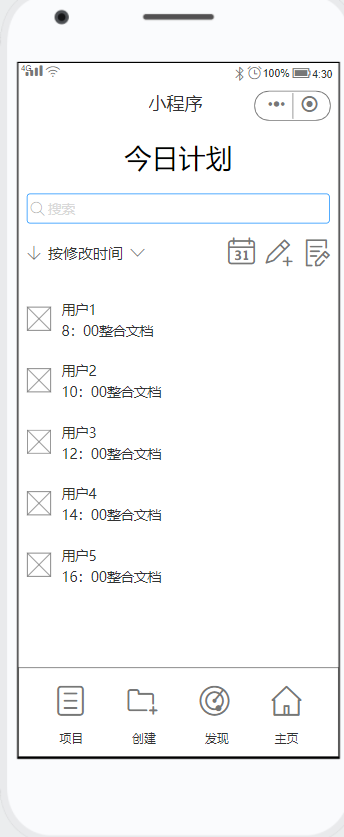 4G 100% 4:30
小程序
今日计划
搜索
按修改时间 31
用户1
8：00整合文档
用户2
10：00整合文档
用户3
12：00整合文档
用户4
14：00整合文档
用户5
16：00整合文档
项目 创建 发现 主页